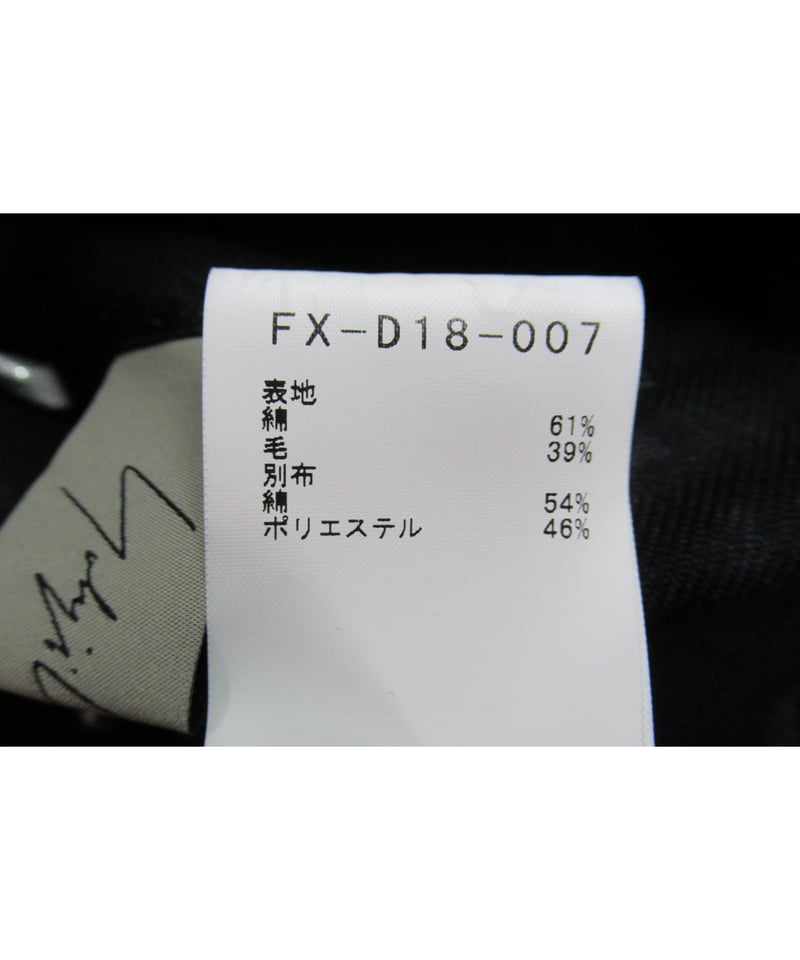 FX-D18-007
表地
綿 61%
毛 39%
別布
綿 54%
ポリエステル 46%